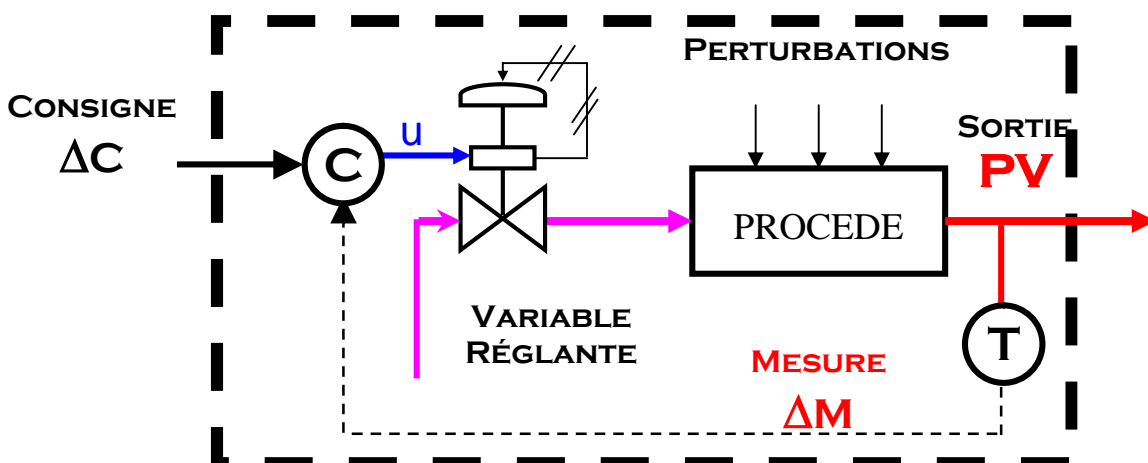 PERTURBATIONS
CONSIGNE
ΔC
C
u
SORTIE
PV
PROCEDE
VARIABLE
RÉGLANTE
T
MESURE
ΔM